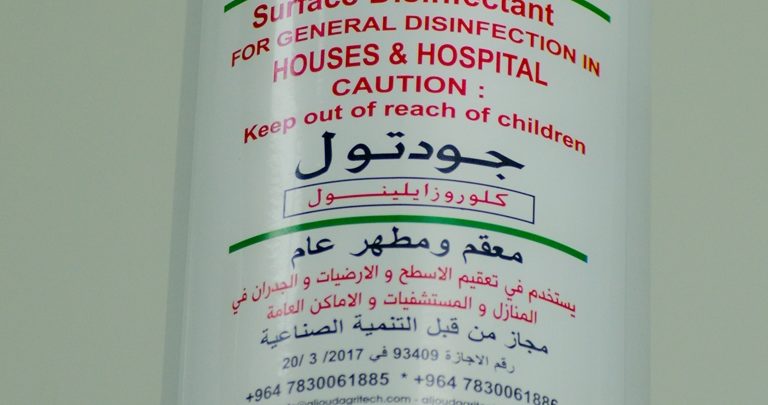 Surface Disinfectant
FOR GENERAL DISINFECTION IN
HOUSES & HOSPITAL
CAUTION :
Keep out of reach of children
جودتول
كلوروزايلينول
معقم ومطهر عام
يستخدم في تعقيم الاسطح و الارضيات و الجدران في
المنازل و المستشفيات و الاماكن العامة
مجاز من قبل التنمية الصناعية
رقم الاجازة 93409 في 2017/ 3 /20
+964 7830061885 * +964 7830061886